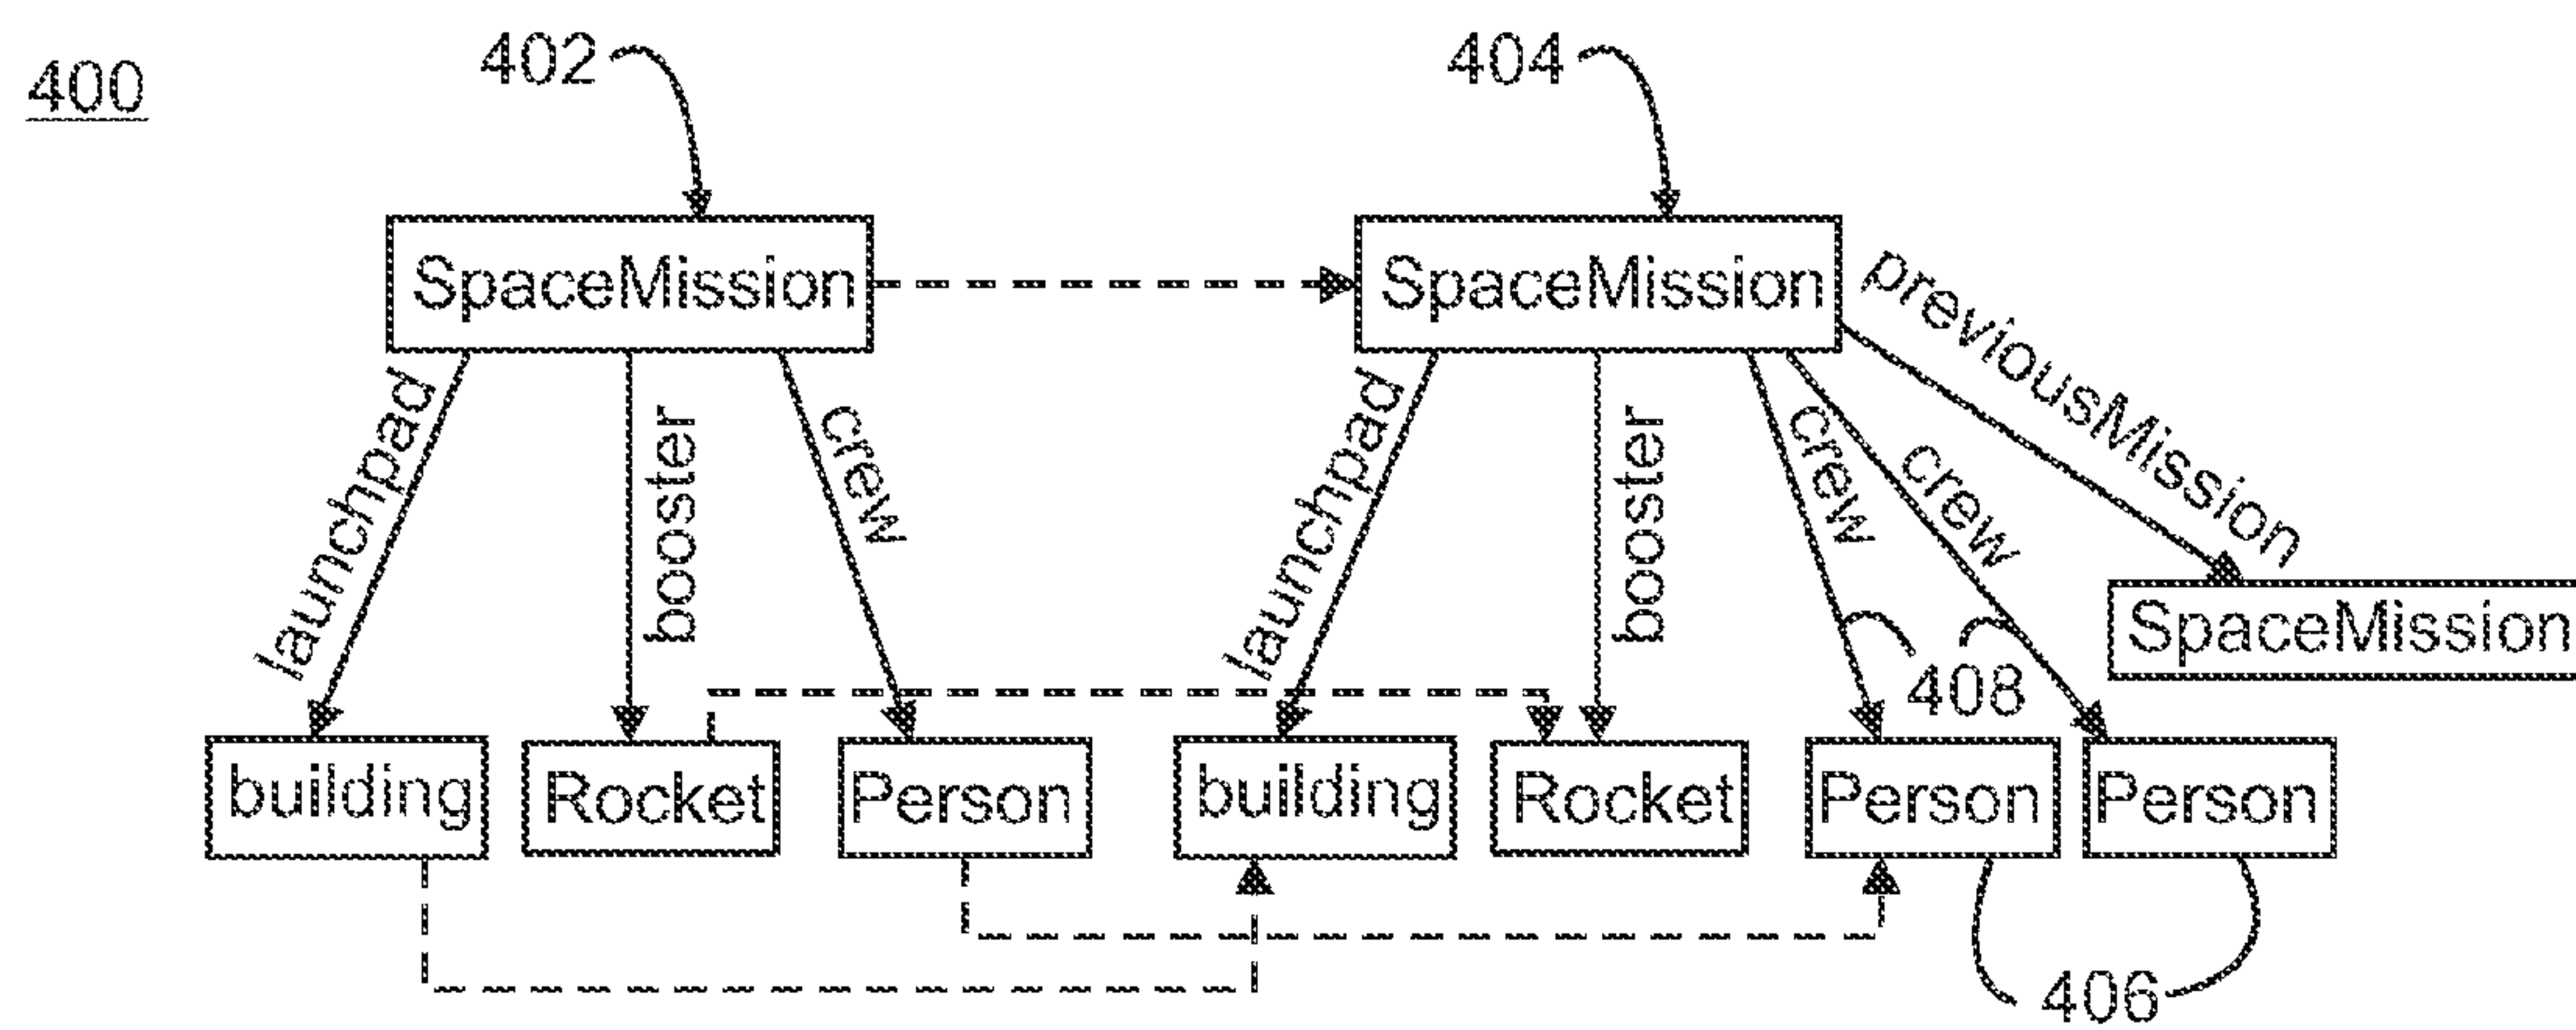 400
402
404
SpaceMission
SpaceMission
previousMission
launchpad
booster
crew
launchpad
booster
crew
crew
SpaceMission
408
building
Rocket
Person
building
Rocket
Person
Person
406